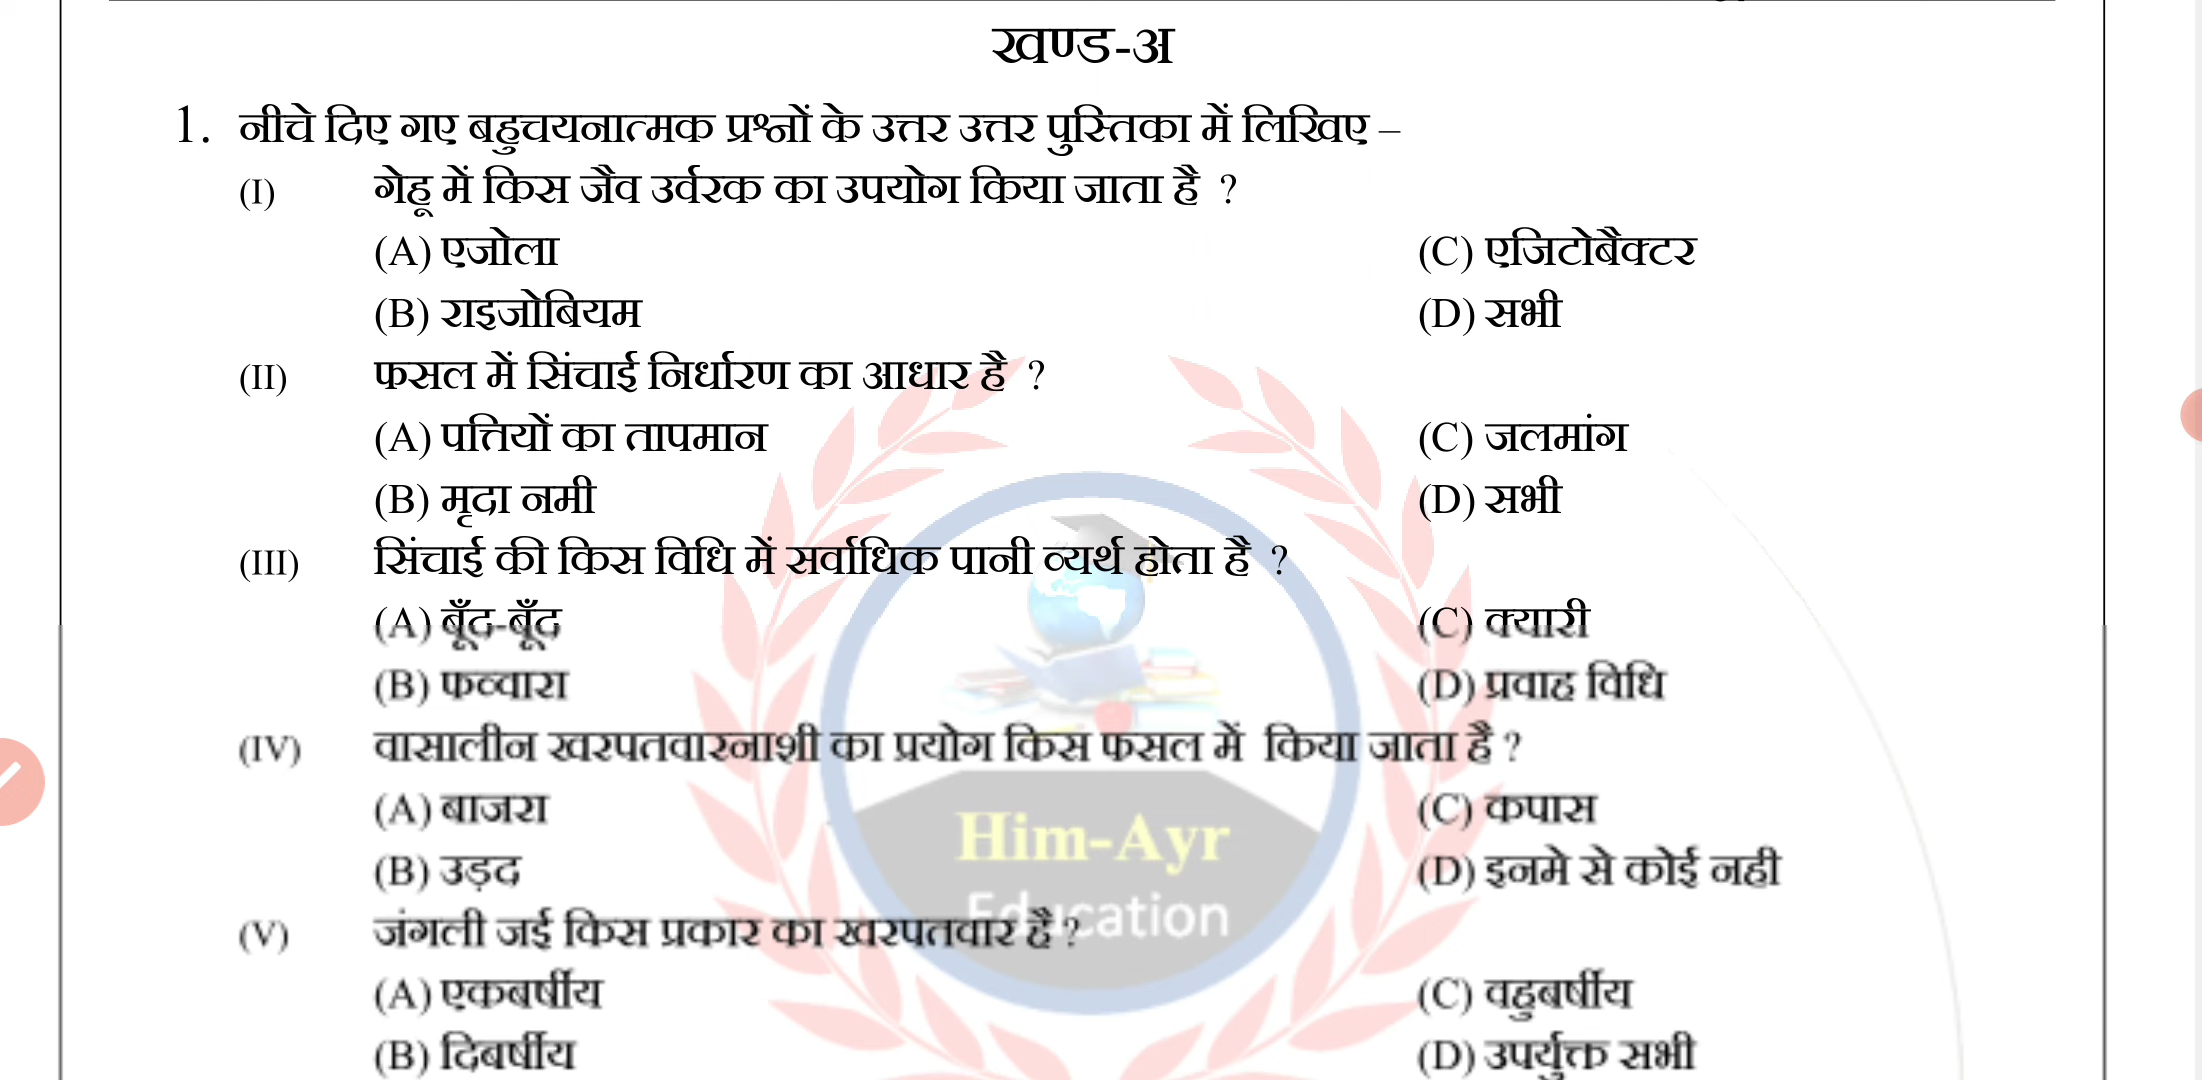 खण्ड-अ
1. नीचे दिए गए बहुचयनात्मक प्रश्नों के उत्तर उत्तर पुस्तिका में लिखिए –
(I) गेहू में किस जैव उर्वरक का उपयोग किया जाता है ?
(A) एजोला (C) एजिटोबैक्टर
(B) राइजोबियम (D) सभी
(II) फसल में सिंचाई निर्धारण का आधार है ?
(A) पत्तियों का तापमान (C) जलमांग
(B) मृदा नमी (D) सभी
(III) सिंचाई की किस विधि में सर्वाधिक पानी व्यर्थ होता है ?
(A) बूँद-बूँद (C) क्यारी
(B) फव्वारा (D) प्रवाह विधि
(IV) वासालीन खरपतवारनाशी का प्रयोग किस फसल में किया जाता है ?
(A) बाजरा (C) कपास
(B) उड़द (D) इनमे से कोई नही
(V) जंगली जई किस प्रकार का खरपतवार है ?
(A) एकबर्षीय (C) वहुबर्षीय
(B) दिबर्षीय (D) उपर्युक्त सभी
Him-Ayr
Education